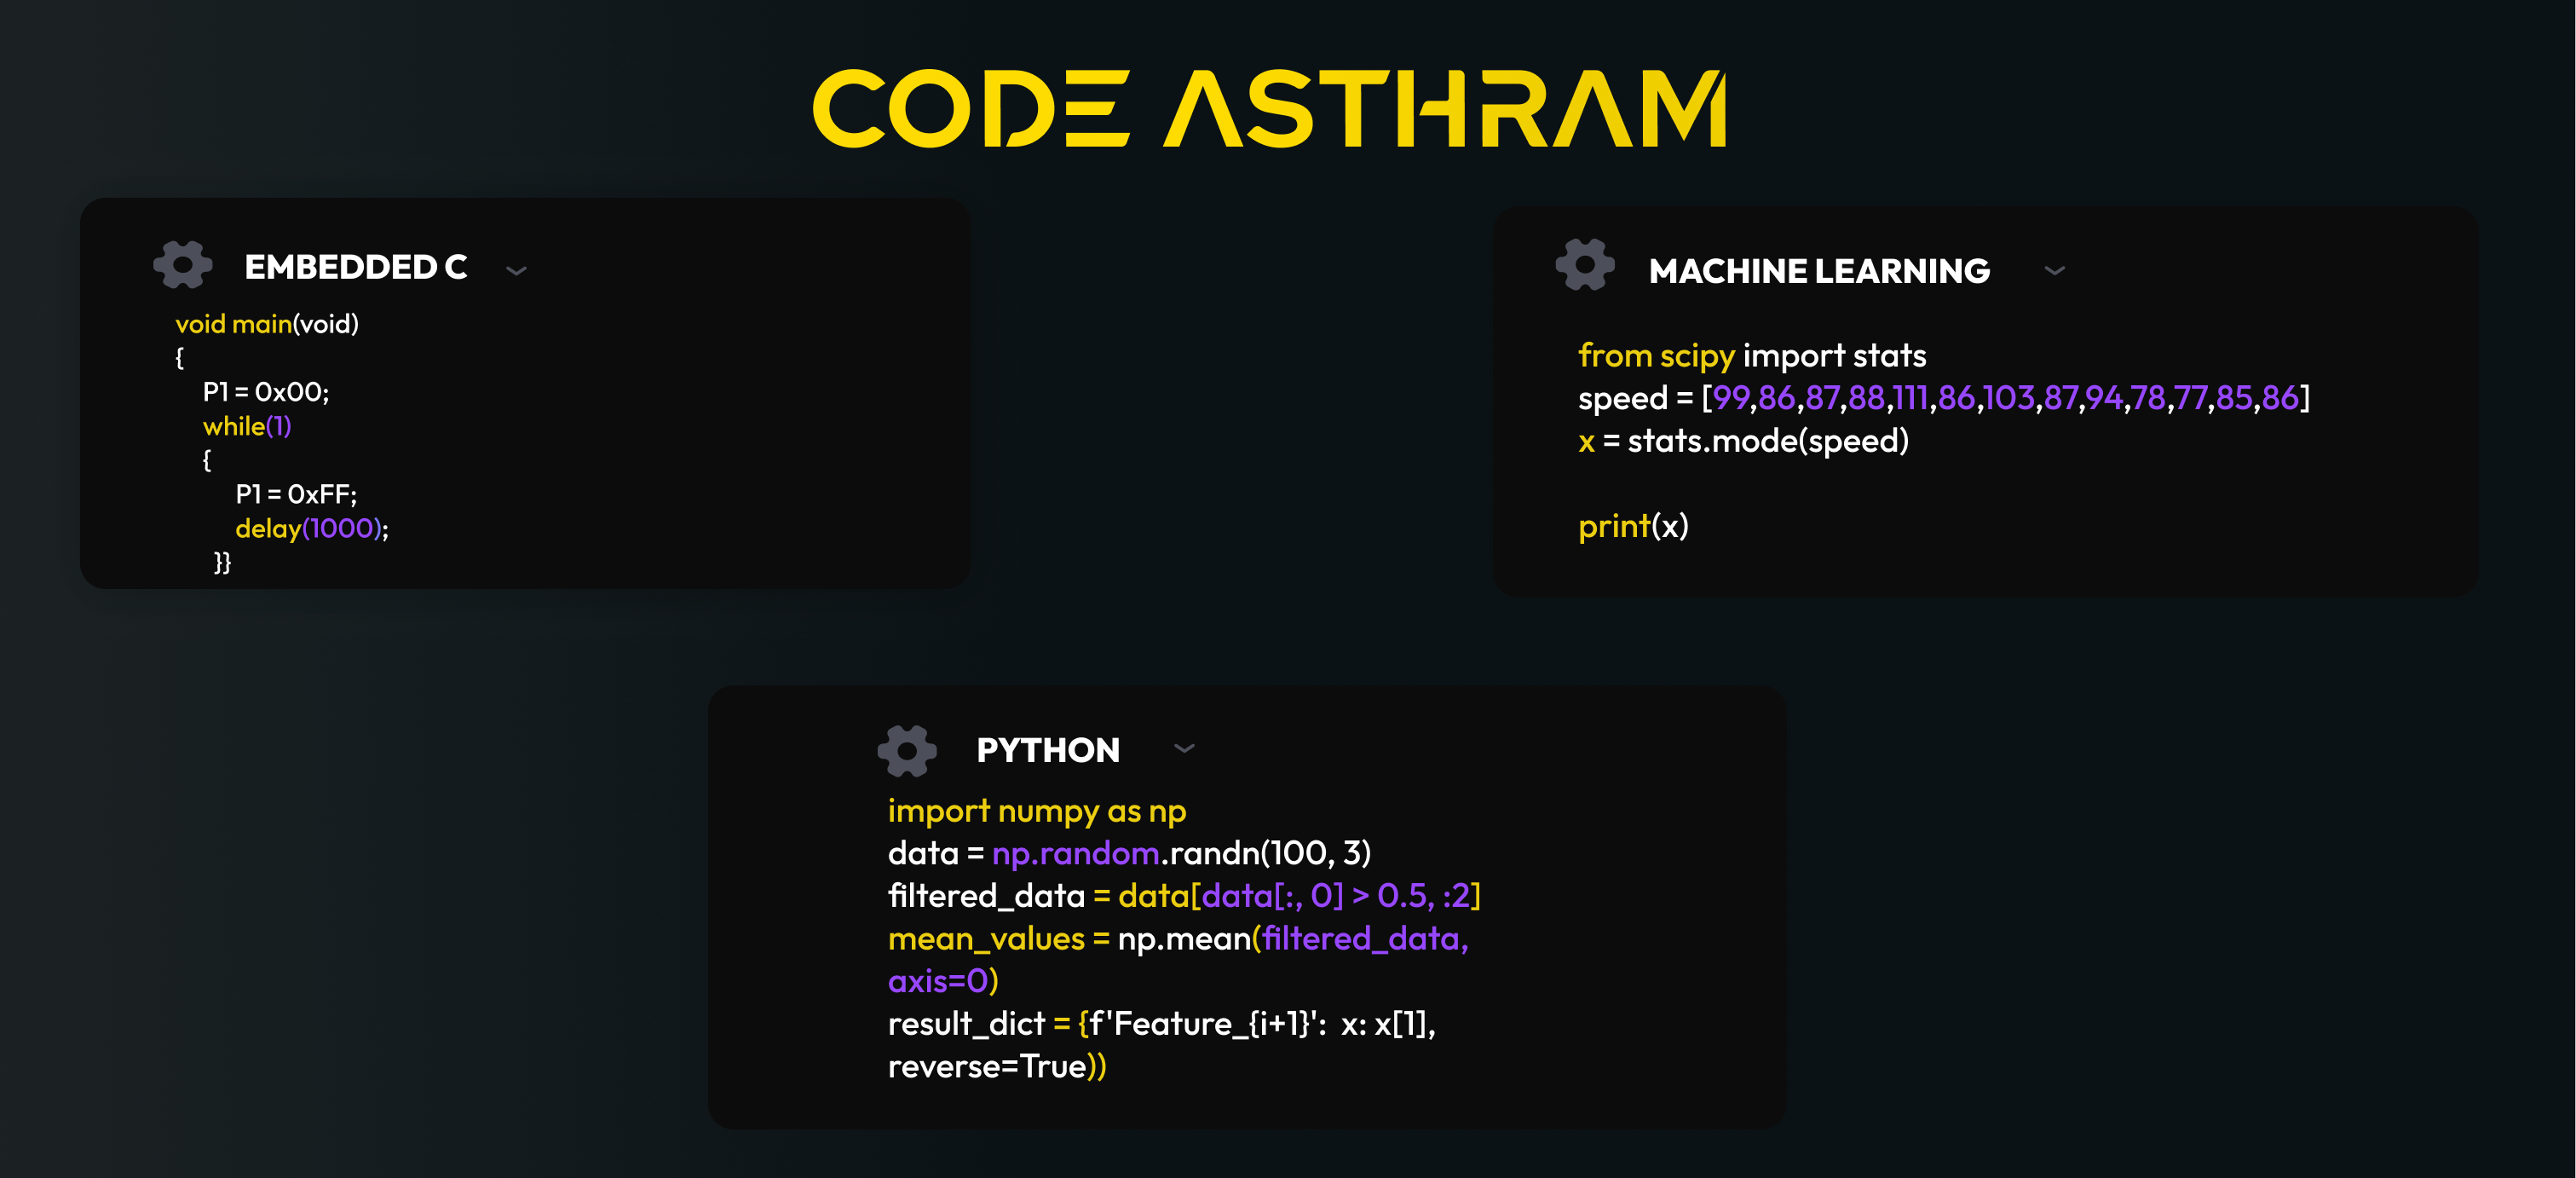 CODE ASTHRAM
EMBEDDED C
void main(void)
{
P1 = 0x00;
while(1)
{
P1 = 0xFF;
delay(1000);
}}
MACHINE LEARNING
from scipy import stats
speed = [99,86,87,88,111,86,103,87,94,78,77,85,86]
x = stats.mode(speed)
print(x)
PYTHON
import numpy as np
data = np.random.randn(100, 3)
filtered_data = data[data[:, 0] > 0.5, :2]
mean_values = np.mean(filtered_data,
axis=0)
result_dict = {f'Feature_{i+1}': x: x[1],
reverse=True))